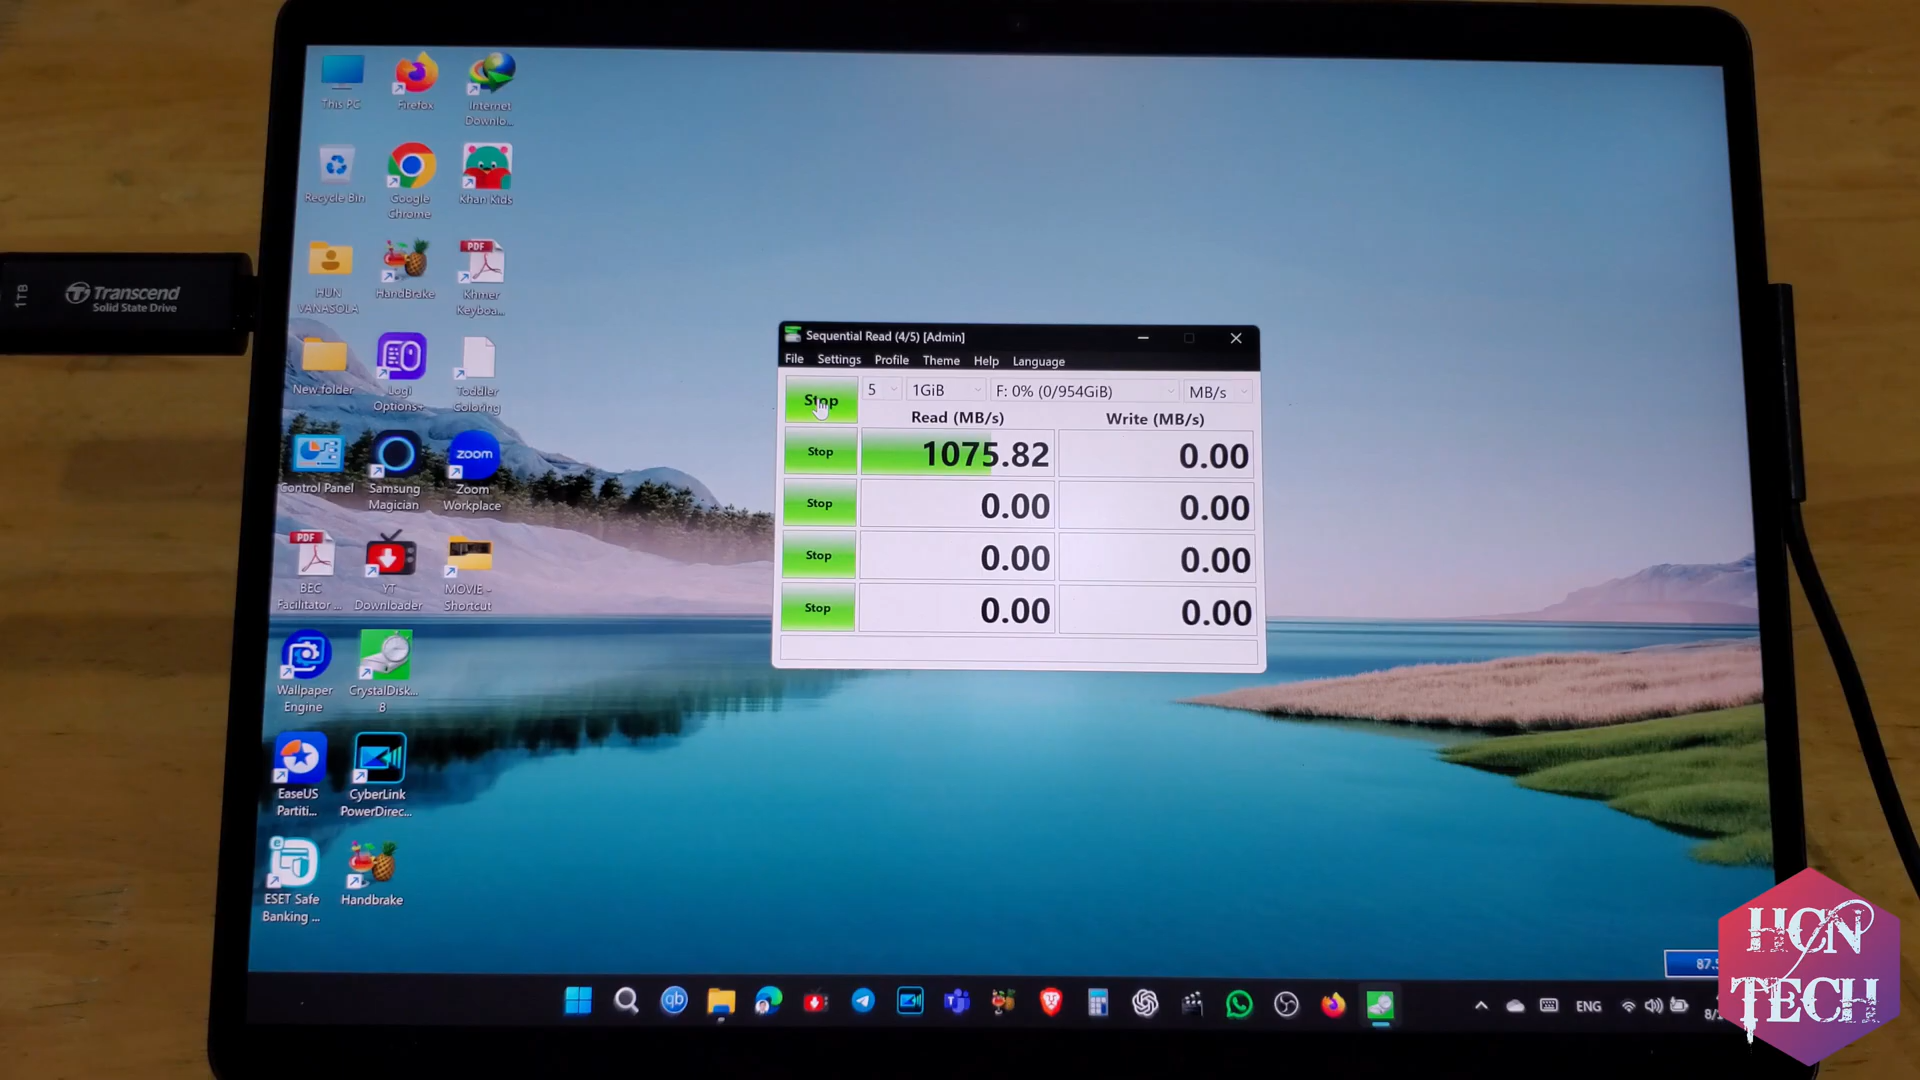 This PC
Firefox
Internet
Downlo...
Recycle Bin
Google
Chrome
Khan Kids
HUN
VANASOLA
HandBrake
PDF
Khmer
Keyboa...
1TB
Transcend
Solid State Drive
New folder
Logi
Options+
Toddler
Coloring
Control Panel
Samsung
Magician
zoom
Zoom
Workplace
PDF
BEC
Facilitator ...
YT
Downloader
MOVIE -
Shortcut
Wallpaper
Engine
CrystalDisk...
8
EaseUS
Partiti...
CyberLink
PowerDirec...
ESET Safe
Banking ...
Handbrake
Sequential Read (4/5) [Admin]
File Settings Profile Theme Help Language
Stop 5 1GiB F: 0% (0/954GiB) MB/s
Read (MB/s) Write (MB/s)
Stop 1075.82 0.00
Stop 0.00 0.00
Stop 0.00 0.00
Stop 0.00 0.00
87.5
qb
ENG
8/
HCN
TECH